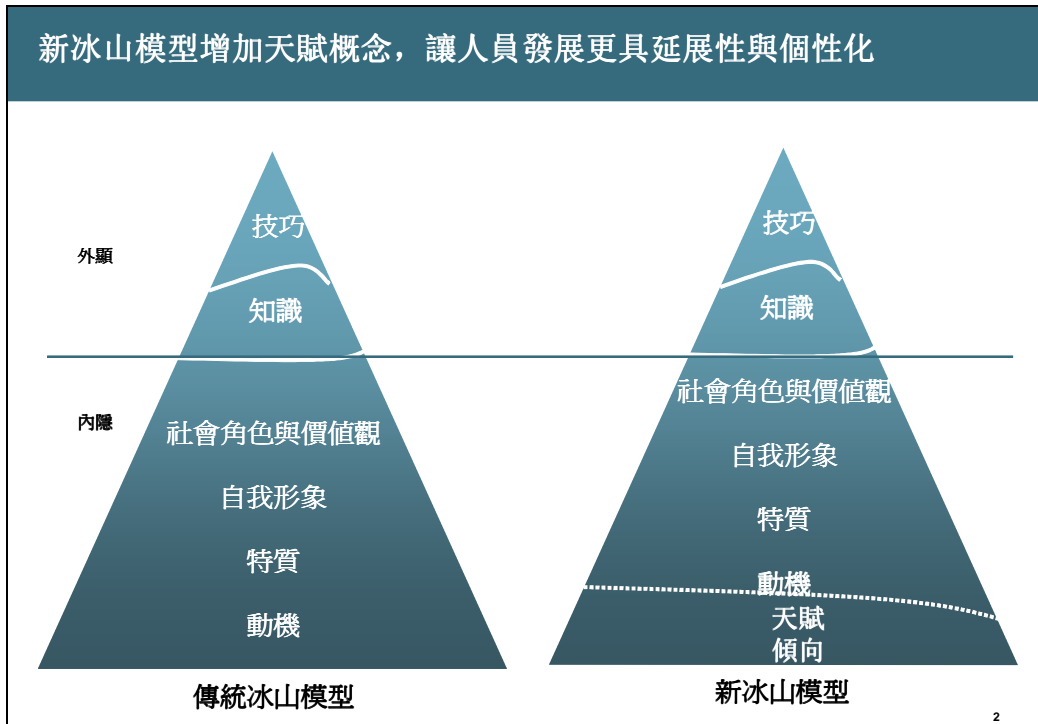 新冰山模型增加天賦概念，讓人員發展更具延展性與個性化
外顯
內隱
技巧
知識
社會角色與價值觀
自我形象
特質
動機
傳統冰山模型
技巧
知識
社會角色與價值觀
自我形象
特質
動機
天賦
傾向
新冰山模型
2